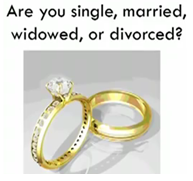 Are you single, married,
widowed, or divorced?